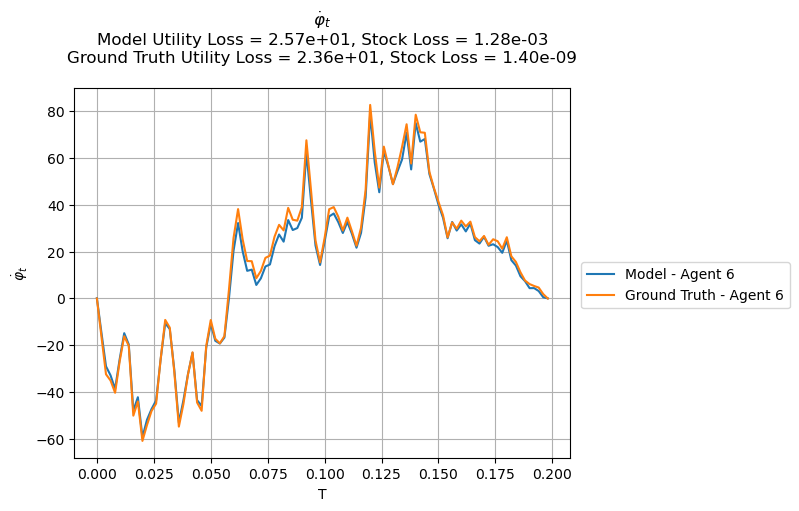 φ̇ₜ
Model Utility Loss = 2.57e+01, Stock Loss = 1.28e-03
Ground Truth Utility Loss = 2.36e+01, Stock Loss = 1.40e-09
80
60
40
20
0
−20
−40
−60
φ̇ₜ
0.000 0.025 0.050 0.075 0.100 0.125 0.150 0.175 0.200
T
Model - Agent 6
Ground Truth - Agent 6